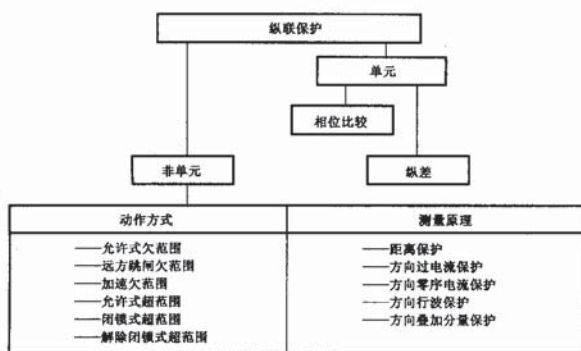 纵联保护
单元
相位比较
非单元
纵差
动作方式
测量原理
——允许式欠范围
——远方跳闸欠范围
——加速欠范围
——允许式超范围
——闭锁式超范围
——解除闭锁式超范围
——距离保护
——方向过电流保护
——方向零序电流保护
——方向行波保护
——方向叠加分量保护